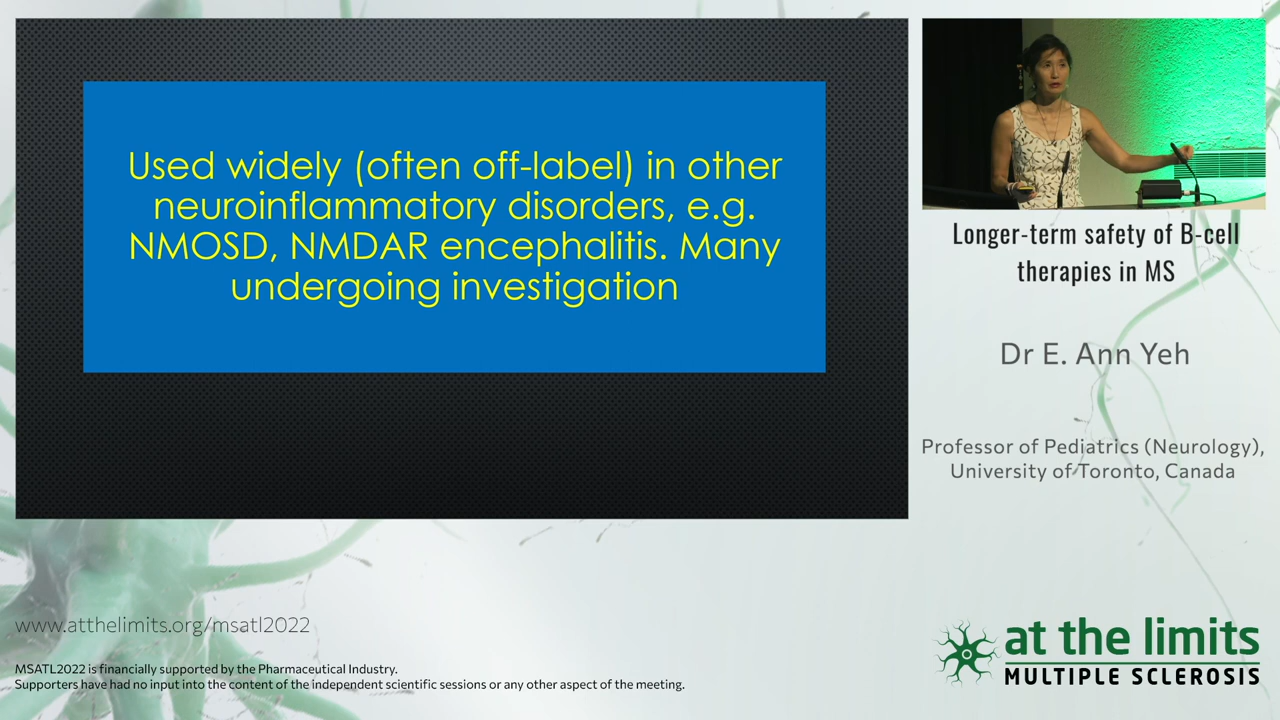 Used widely (often off-label) in other
neuroinflammatory disorders, e.g.
NMOSD, NMDAR encephalitis. Many
undergoing investigation
Longer-term safety of B-cell
therapies in MS
Dr E. Ann Yeh
Professor of Pediatrics (Neurology),
University of Toronto, Canada
www.atthelimits.org/msatl2022
MSATL2022 is financially supported by the Pharmaceutical Industry.
Supporters have had no input into the content of the independent scientific sessions or any other aspect of the meeting.
at the limits
MULTIPLE SCLEROSIS